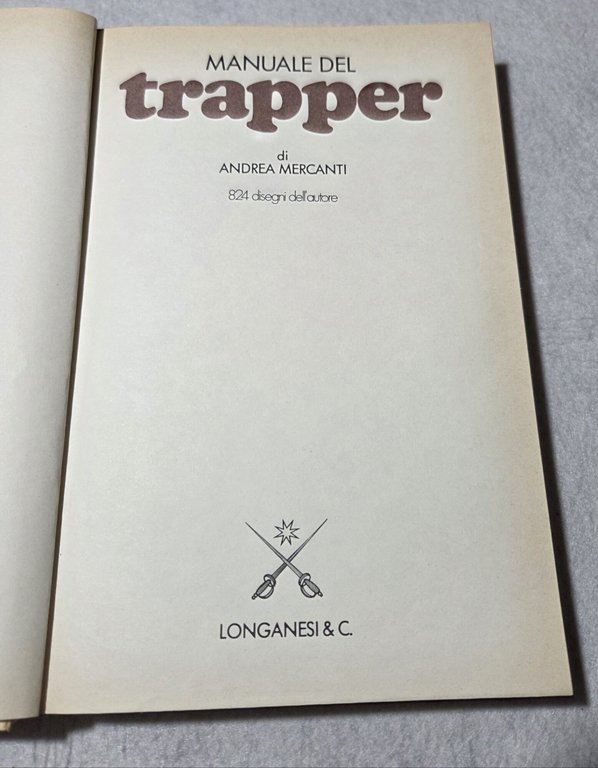 MANUALE DEL
trapper
di
ANDREA MERCANTI
824 disegni dell'autore
LONGANESI & C.